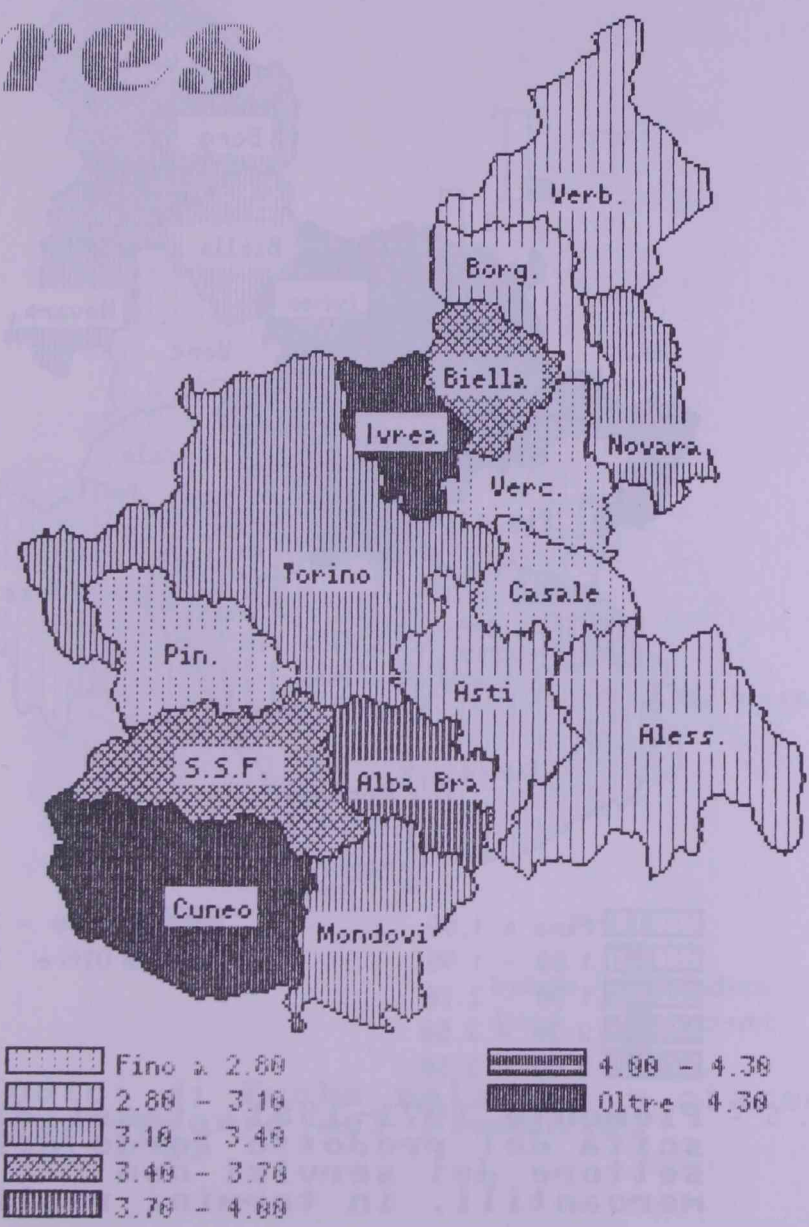 res
Verb.
Borg.
Biella
Ivrea
Novara
Verc.
Torino
Casale
Pin.
Asti
Aless.
S.S.F.
Alba Bra
Cuneo
Mondovi
Fino a 2.80
2.80 - 3.10
3.10 - 3.40
3.40 - 3.70
3.70 - 4.00
4.00 - 4.30
Oltre 4.30